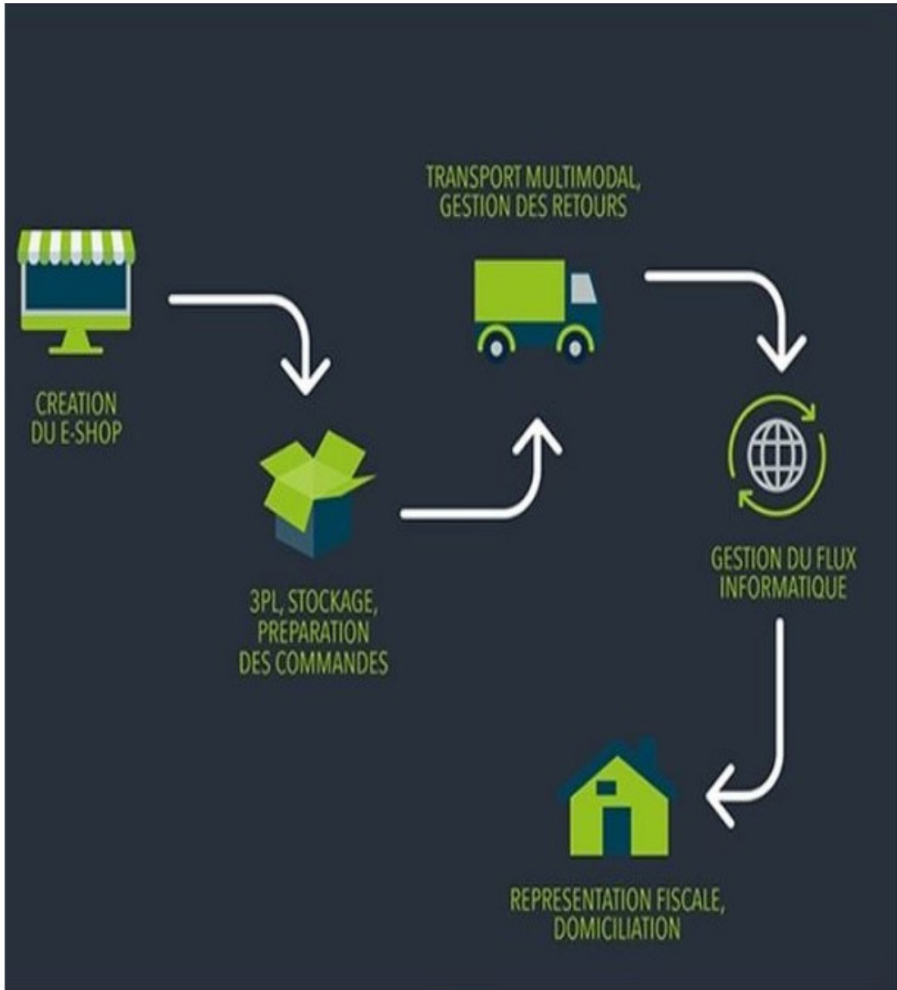 CREATION
DU E-SHOP
3PL, STOCKAGE,
PREPARATION
DES COMMANDES
TRANSPORT MULTIMODAL,
GESTION DES RETOURS
GESTION DU FLUX
INFORMATIQUE
REPRESENTATION FISCALE,
DOMICILIATION